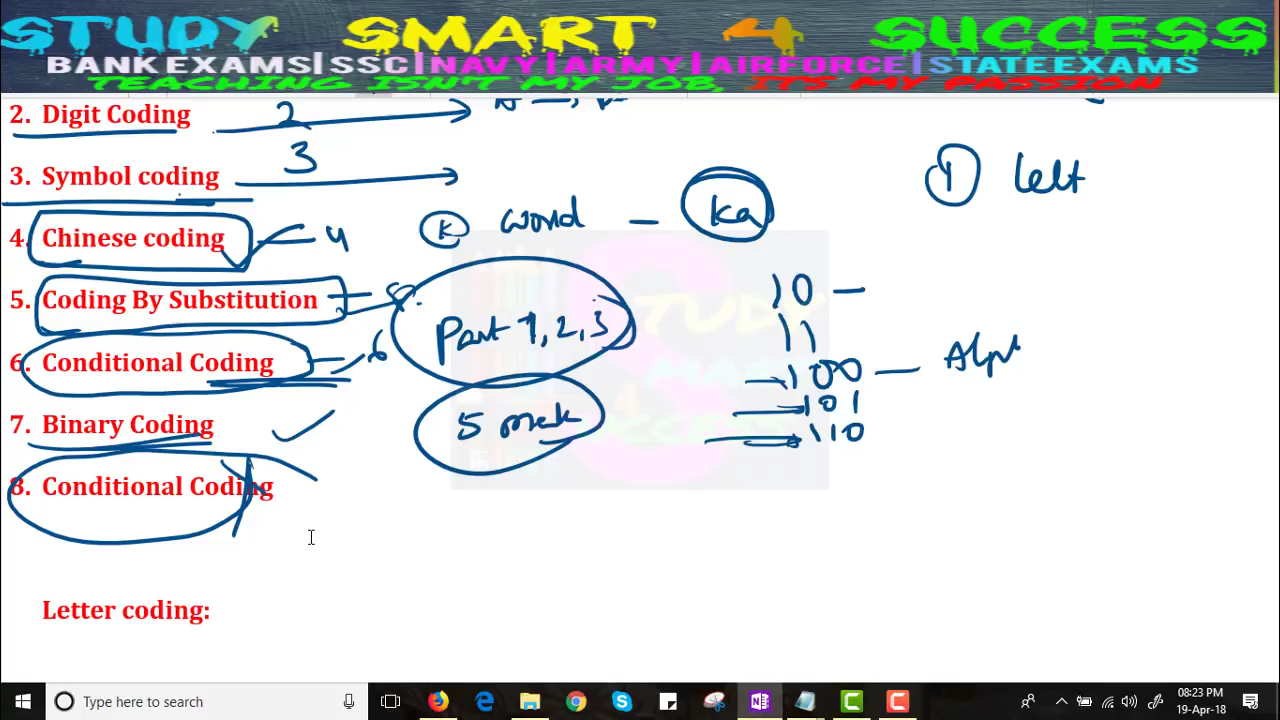 STUDY SMART 4 SUCCESS
BANK EXAMS|SSC|NAVY|ARMY|AIRFORCE|STATE EXAMS
TEACHING ISN'T MY JOB, IT'S MY PASSION
2. Digit Coding 2
3. Symbol coding 3
1 left
4. Chinese coding 4
K word - ka
5. Coding By Substitution
10 -
Part 1, 2, 3
11
6. Conditional Coding 6
100 -
101
7. Binary Coding
5
110
8. Conditional Coding
Letter coding:
Type here to search
08:23 PM
19-Apr-18